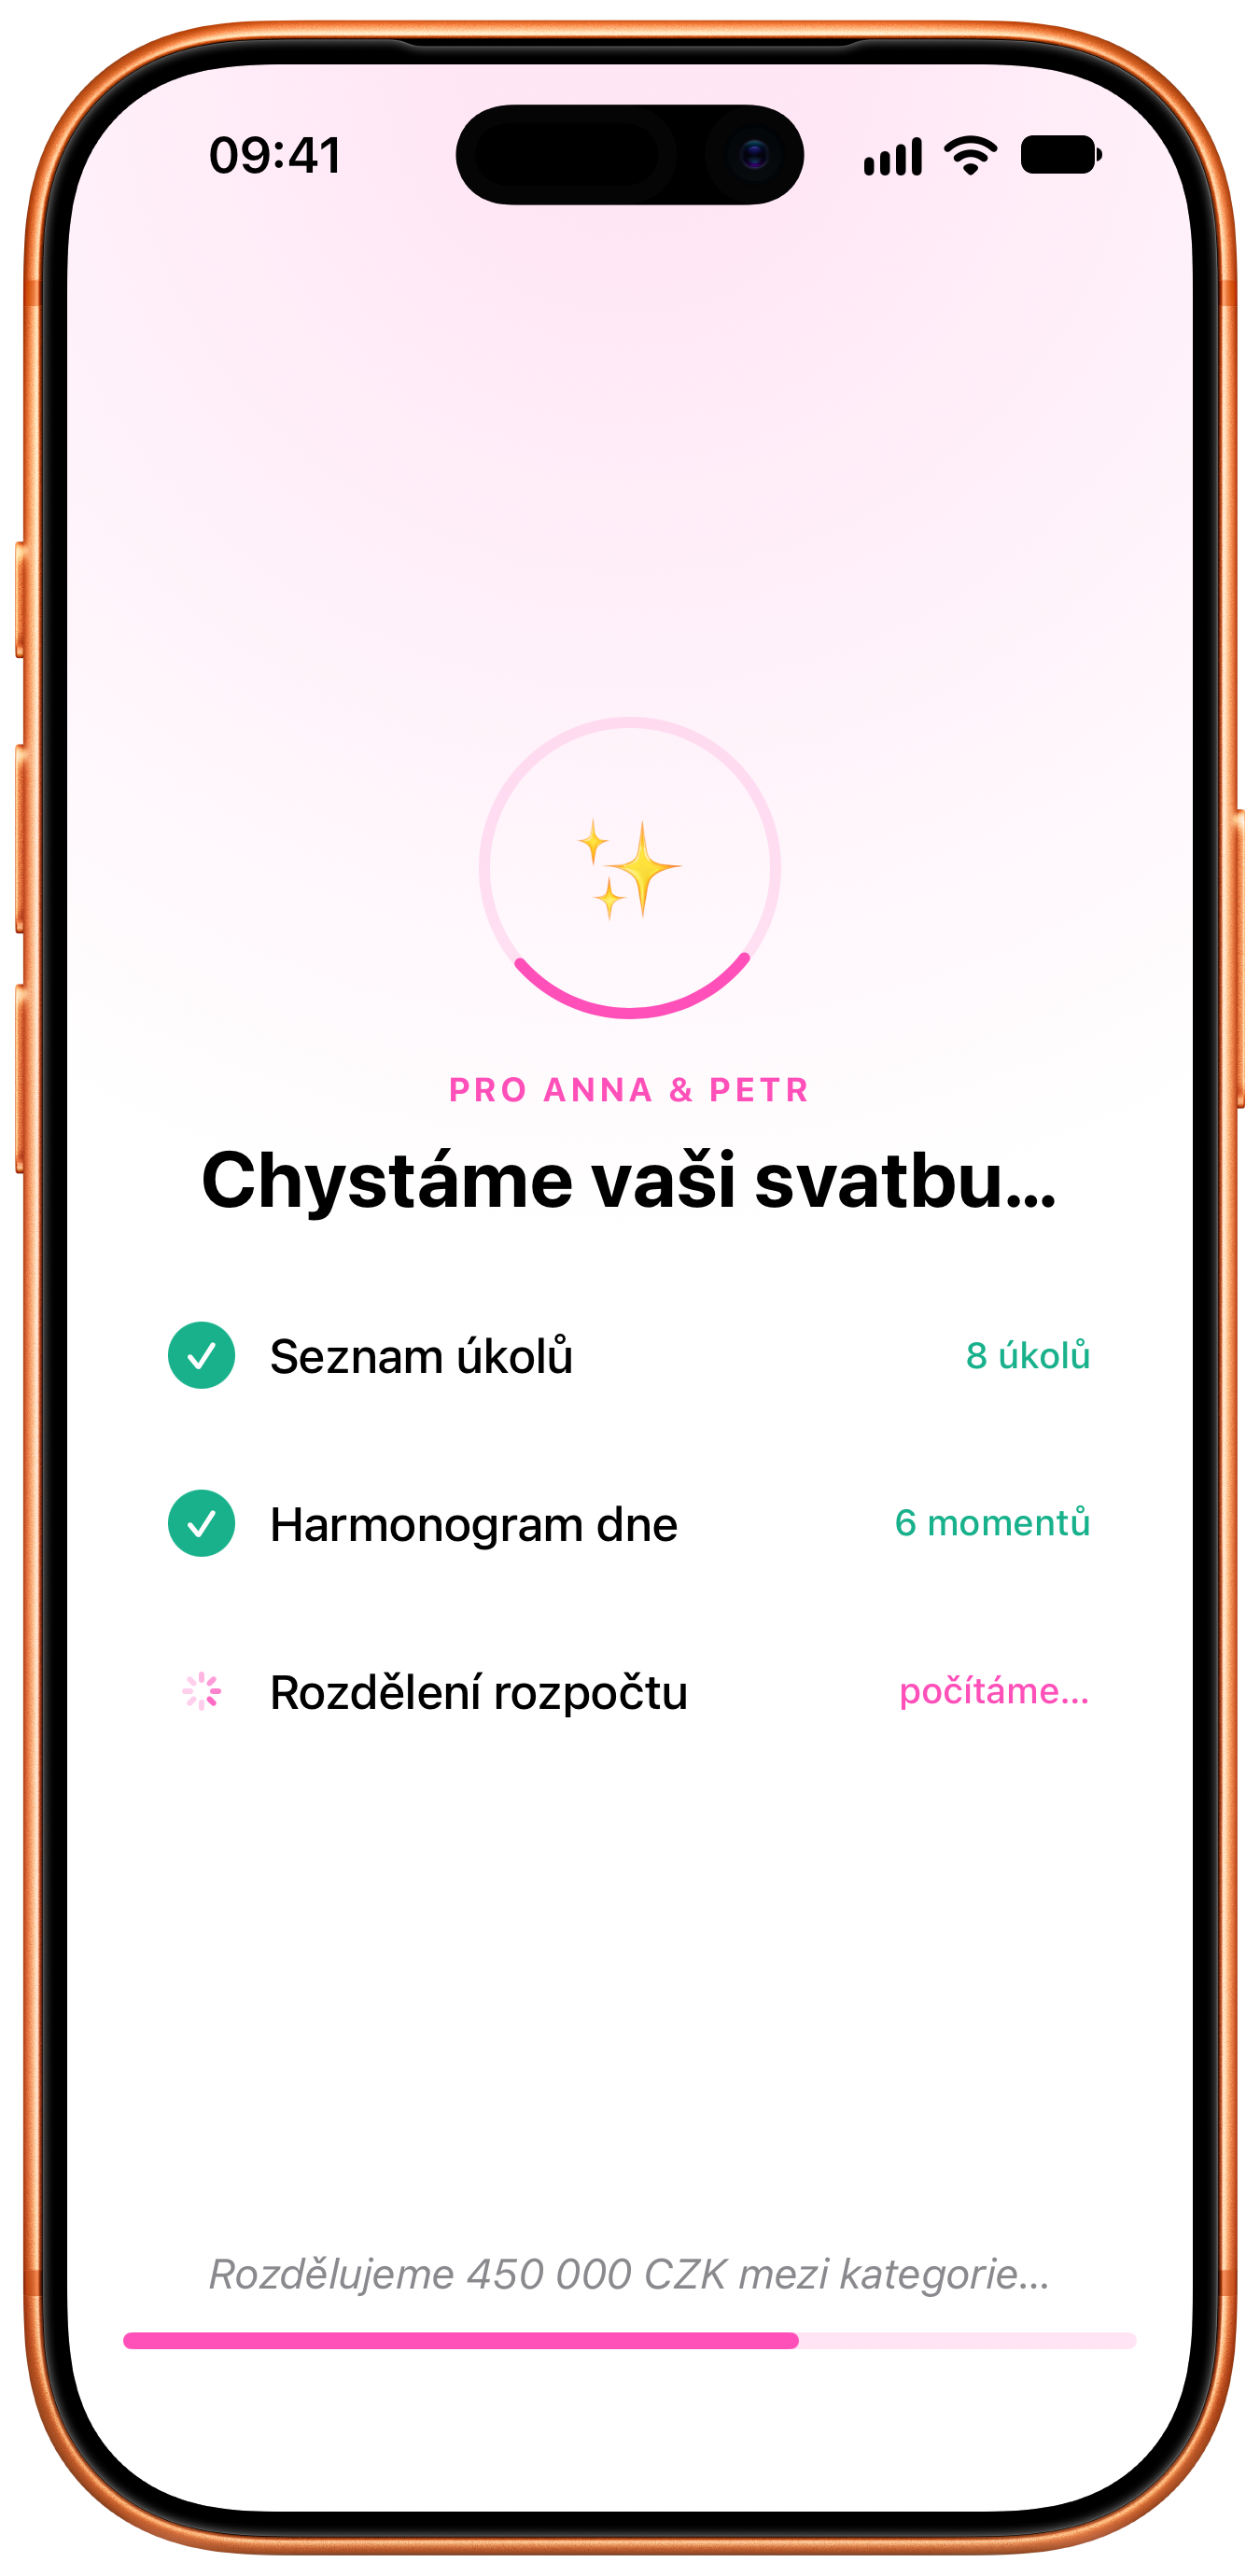 09:41
PRO ANNA & PETR
Chystáme vaši svatbu...
Seznam úkolů
8 úkolů
Harmonogram dne
6 momentů
Rozdělení rozpočtu
počítáme...
Rozdělujeme 450 000 CZK mezi kategorie...